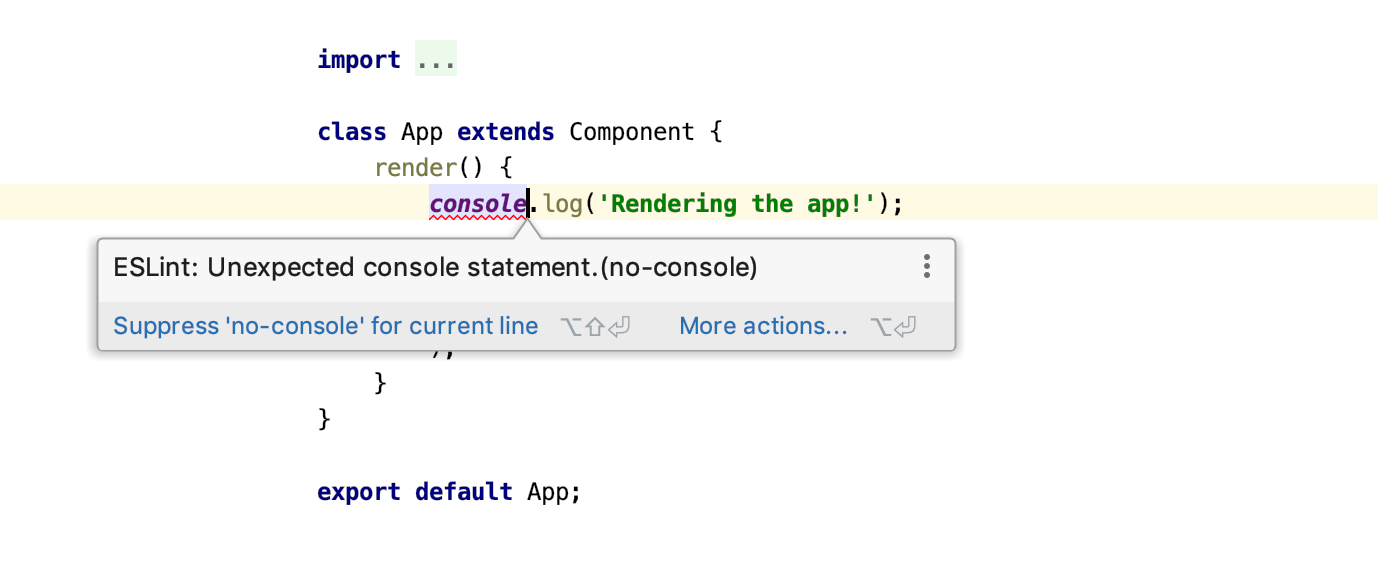 import ...
class App extends Component {
render() {
console.log('Rendering the app!');
ESLint: Unexpected console statement.(no-console)
Suppress 'no-console' for current line ⌥⇧⏎ More actions... ⌥⏎
);
}
}
export default App;